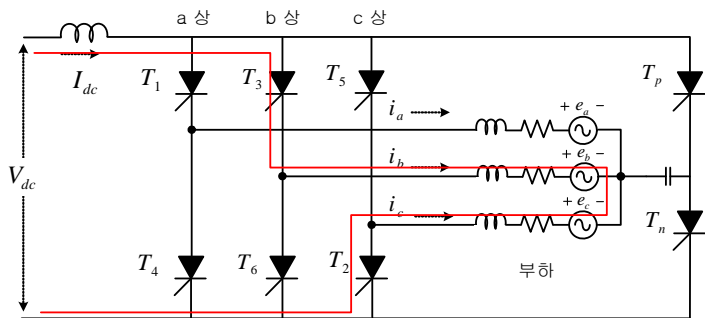 a 상 b 상 c 상
I_dc T_1 T_3 T_5 T_p
i_a + e_a −
V_dc i_b + e_b −
i_c + e_c −
T_n
T_4 T_6 T_2 부하